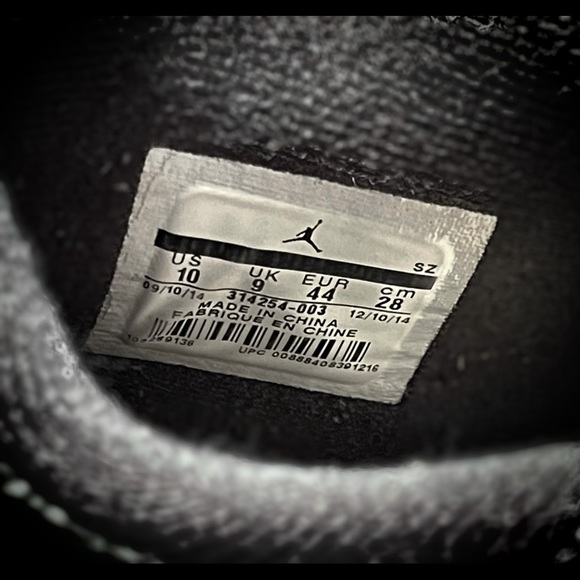 SZ
US UK EUR cm
10 9 44 28
09/10/14 314254-003 12/10/14
MADE IN CHINA
FABRIQUE EN CHINE
UPC 00888408391216